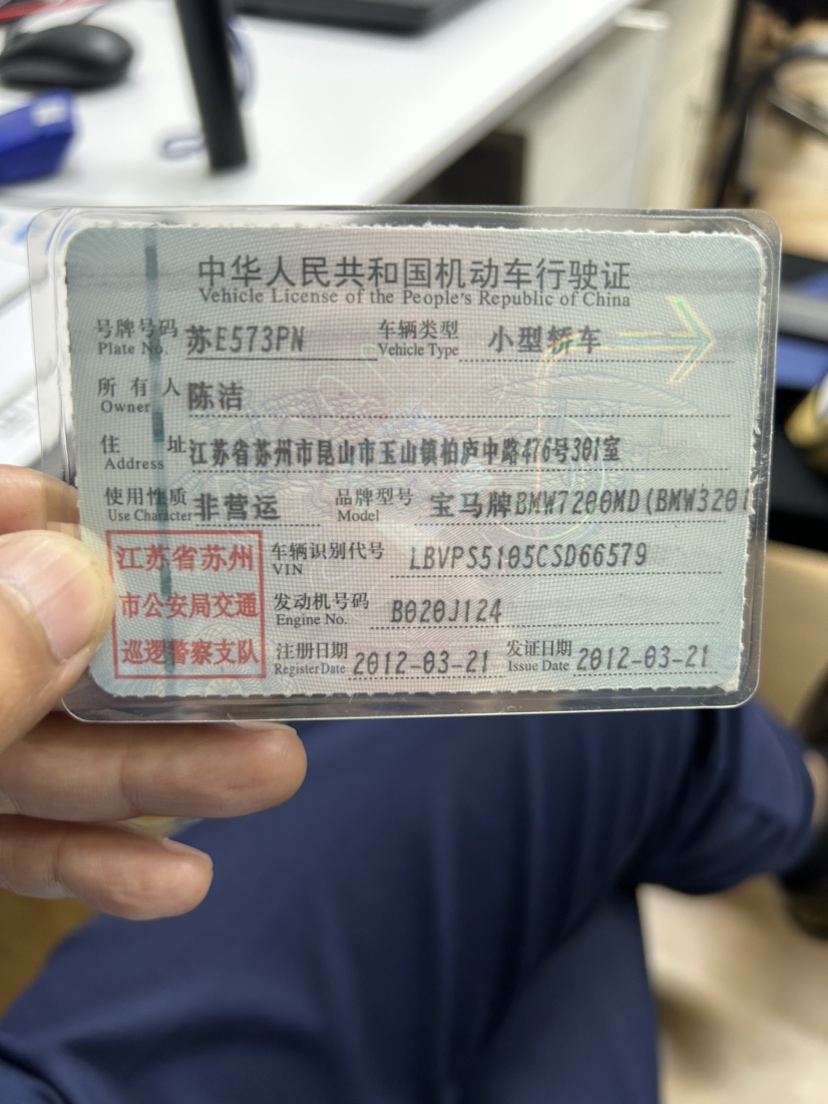 中华人民共和国机动车行驶证
Vehicle License of the People's Republic of China
号牌号码 苏E573PN 车辆类型 小型轿车
Plate No. Vehicle Type
所有人 陈洁
Owner
住址 江苏省苏州市昆山市玉山镇柏庐中路476号301室
Address
使用性质 非营运 品牌型号 宝马牌BMW7200MD(BMW3201
Use Character Model
江苏省苏州
市公安局交通
巡逻警察支队
车辆识别代号 LBVPS5105CSD66579
VIN
发动机号码 B020J124
Engine No.
注册日期 2012-03-21 发证日期 2012-03-21
Register Date Issue Date